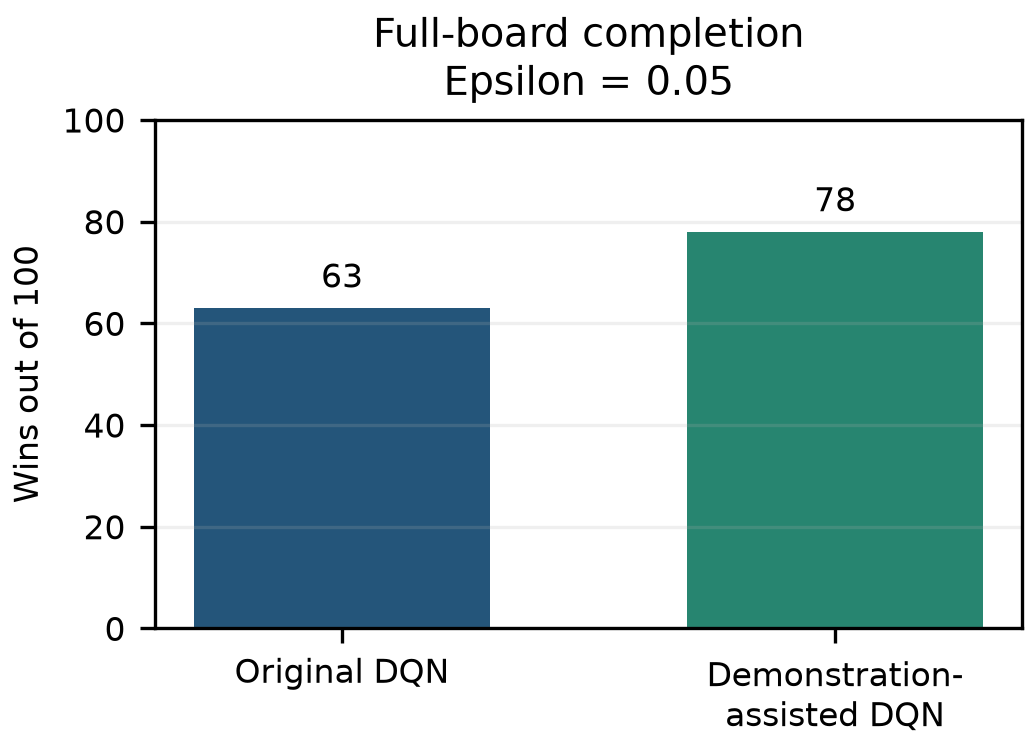 Full-board completion
Epsilon = 0.05
Wins out of 100
100
80
60
40
20
0
63
78
Original DQN
Demonstration-
assisted DQN